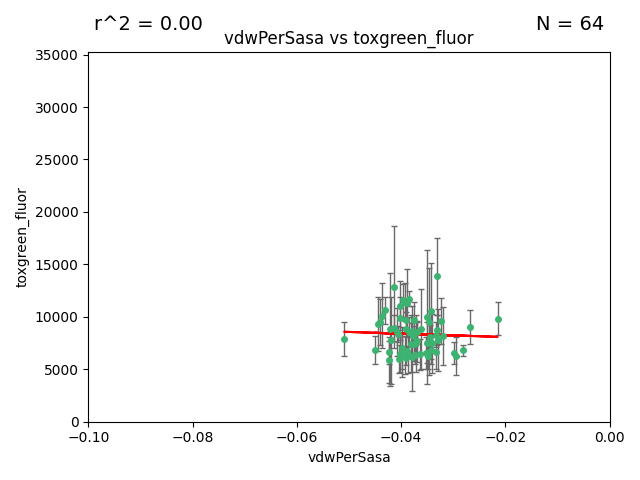 r^2 = 0.00
N = 64
vdwPerSasa vs toxgreen_fluor
35000
30000
25000
20000
15000
10000
5000
0
toxgreen_fluor
−0.10
−0.08
−0.06
−0.04
−0.02
0.00
vdwPerSasa